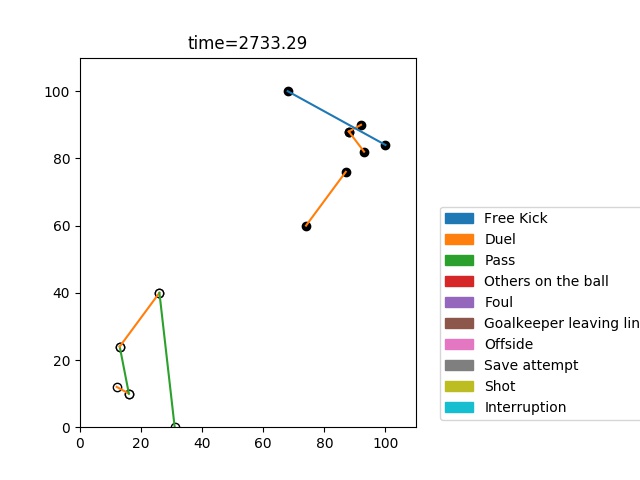 time=2733.29
100
80
60
40
20
0
0 20 40 60 80 100
Free Kick
Duel
Pass
Others on the ball
Foul
Goalkeeper leaving lin
Offside
Save attempt
Shot
Interruption